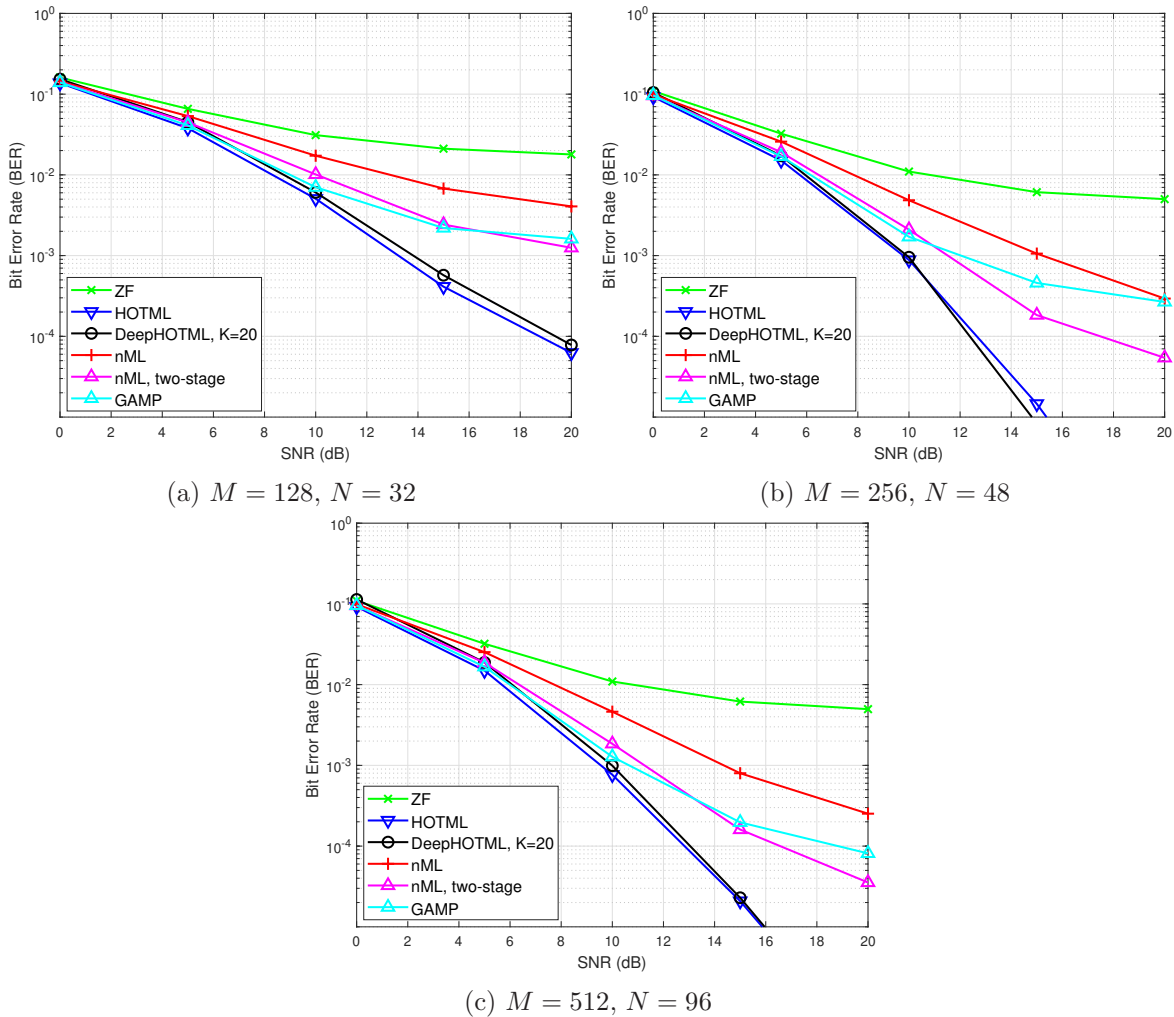 10^0
10^-1
10^-2
10^-3
10^-4
Bit Error Rate (BER)
ZF
HOTML
DeepHOTML, K=20
nML
nML, two-stage
GAMP
0 2 4 6 8 10 12 14 16 18 20
SNR (dB)
(a) M = 128, N = 32
10^0
10^-1
10^-2
10^-3
10^-4
Bit Error Rate (BER)
ZF
HOTML
DeepHOTML, K=20
nML
nML, two-stage
GAMP
0 2 4 6 8 10 12 14 16 18 20
SNR (dB)
(b) M = 256, N = 48
10^0
10^-1
10^-2
10^-3
10^-4
Bit Error Rate (BER)
ZF
HOTML
DeepHOTML, K=20
nML
nML, two-stage
GAMP
0 2 4 6 8 10 12 14 16 18 20
SNR (dB)
(c) M = 512, N = 96